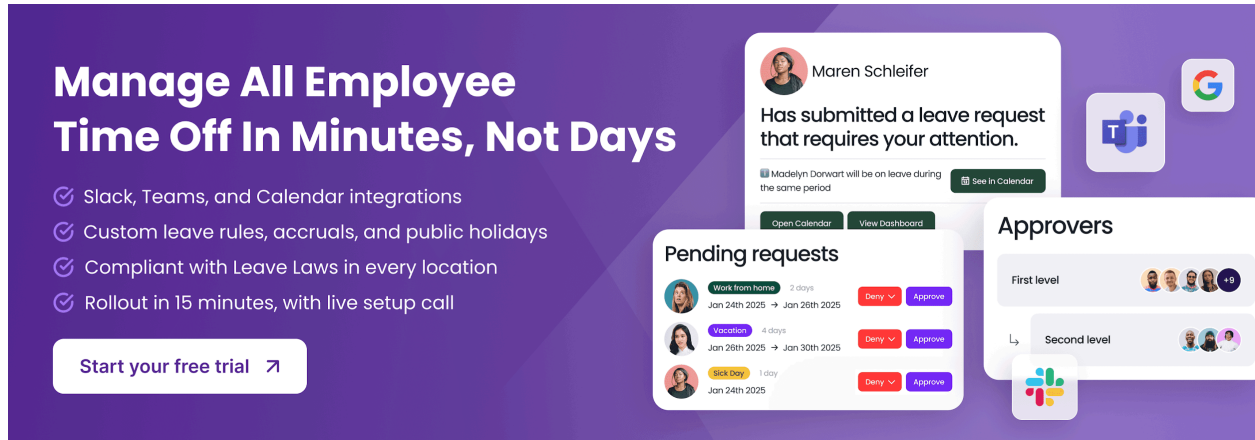 Manage All Employee
Time Off In Minutes, Not Days
Slack, Teams, and Calendar integrations
Custom leave rules, accruals, and public holidays
Compliant with Leave Laws in every location
Rollout in 15 minutes, with live setup call
Start your free trial
Maren Schleifer
Has submitted a leave request
that requires your attention.
Madelyn Dorwart will be on leave during
the same period
See in Calendar
Open Calendar
View Dashboard
Pending requests
Work from home 2 days
Jan 24th 2025 → Jan 26th 2025
Deny Approve
Vacation 4 days
Jan 26th 2025 → Jan 30th 2025
Deny Approve
Sick Day 1 day
Jan 24th 2025
Deny Approve
T
G
Approvers
First level
+9
Second level